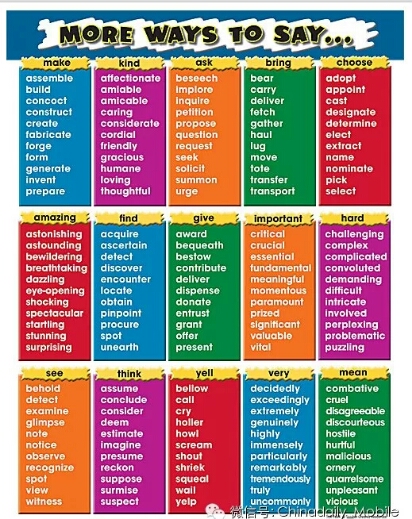 MORE WAYS TO SAY...
make
assemble
build
concoct
construct
create
fabricate
forge
form
generate
invent
prepare
kind
affectionate
amiable
amicable
caring
considerate
cordial
friendly
gracious
humane
loving
thoughtful
ask
beseech
implore
inquire
petition
propose
question
request
seek
solicit
summon
urge
bring
bear
carry
deliver
fetch
gather
haul
lug
move
tote
transfer
transport
choose
adopt
appoint
cast
designate
determine
elect
extract
name
nominate
pick
select
amazing
astonishing
astounding
bewildering
breathtaking
dazzling
eye-opening
shocking
spectacular
startling
stunning
surprising
find
acquire
ascertain
detect
discover
encounter
locate
obtain
pinpoint
procure
spot
unearth
give
award
bequeath
bestow
contribute
deliver
dispense
donate
entrust
grant
offer
present
important
critical
crucial
essential
fundamental
meaningful
momentous
paramount
prized
significant
valuable
vital
hard
challenging
complex
complicated
convoluted
demanding
difficult
intricate
involved
perplexing
problematic
puzzling
see
behold
detect
examine
glimpse
note
notice
observe
recognize
spot
view
witness
think
assume
conclude
consider
deem
estimate
imagine
presume
reckon
suppose
surmise
suspect
yell
bellow
call
cry
holler
howl
scream
shout
shriek
squeal
wail
yelp
very
decidedly
exceedingly
extremely
genuinely
highly
immensely
particularly
remarkably
tremendously
truly
uncommonly
mean
combative
cruel
disagreeable
discourteous
hostile
hurtful
malicious
ornery
quarrelsome
unpleasant
vicious
微信号: Chinadaily_Mobile